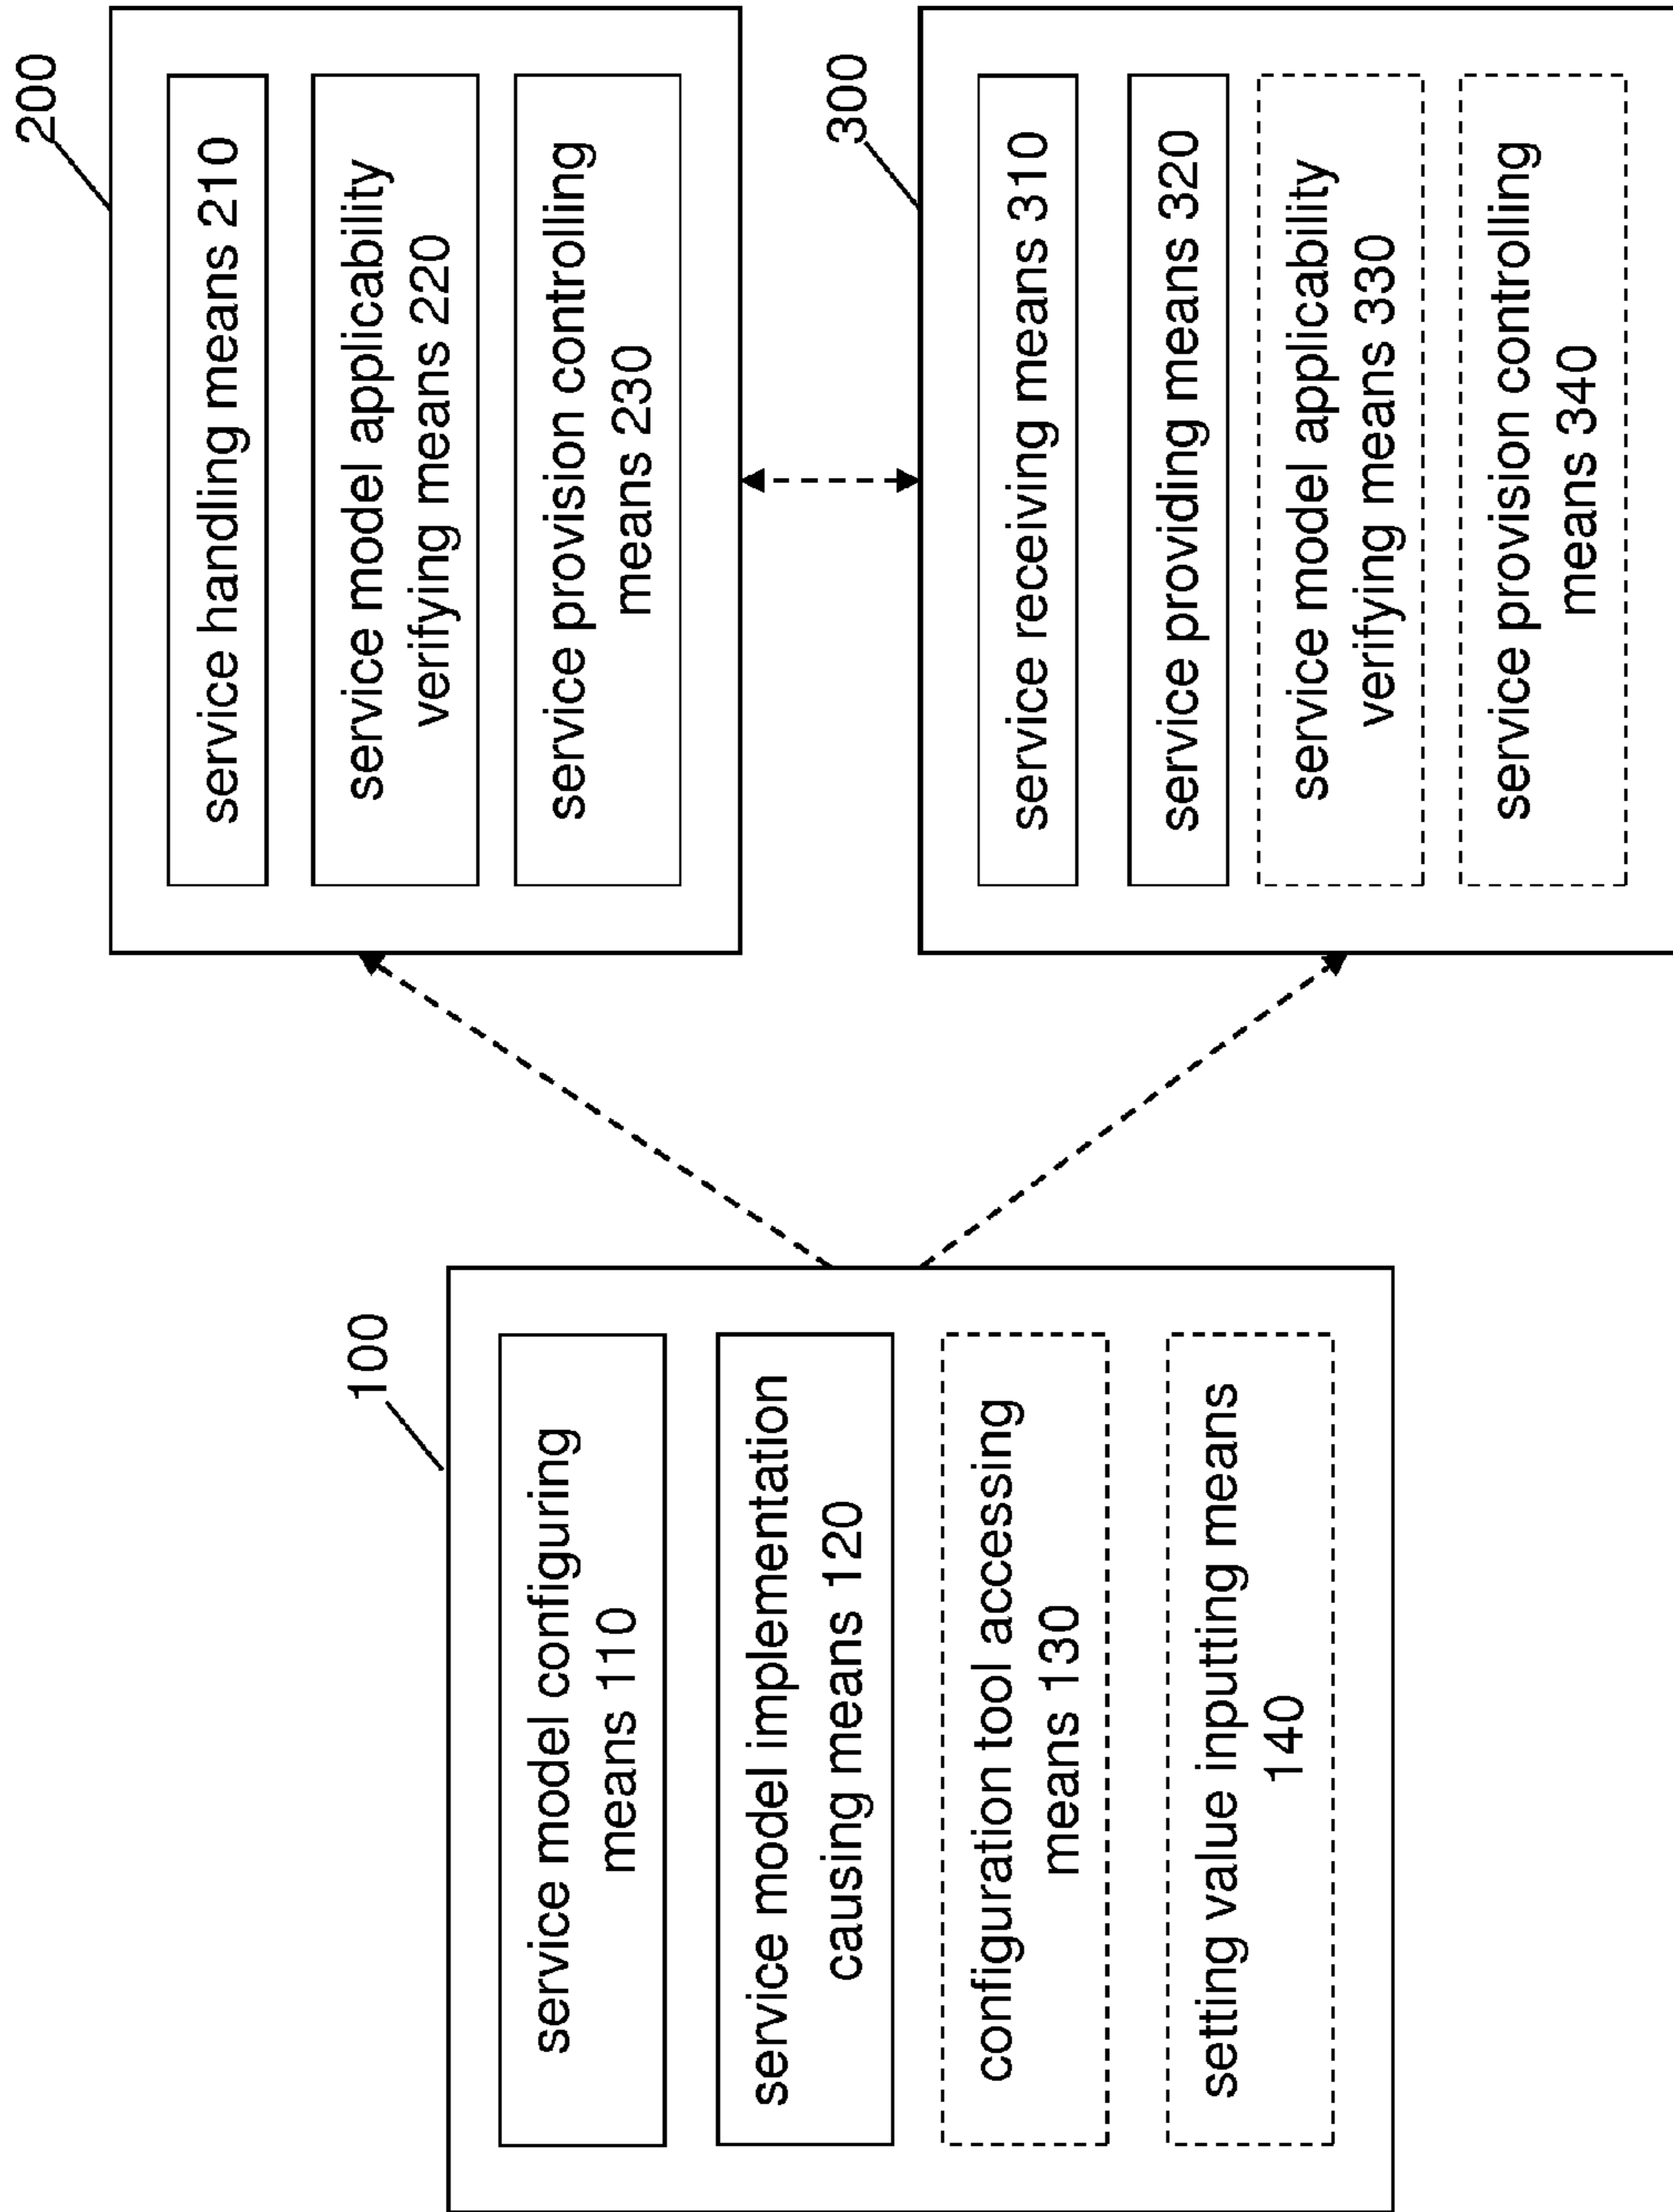 100
service model configuring
means 110
service model implementation
causing means 120
configuration tool accessing
means 130
setting value inputting means
140
200
service handling means 210
service model applicability
verifying means 220
service provision controlling
means 230
300
service receiving means 310
service providing means 320
service model applicability
verifying means 330
service provision controlling
means 340